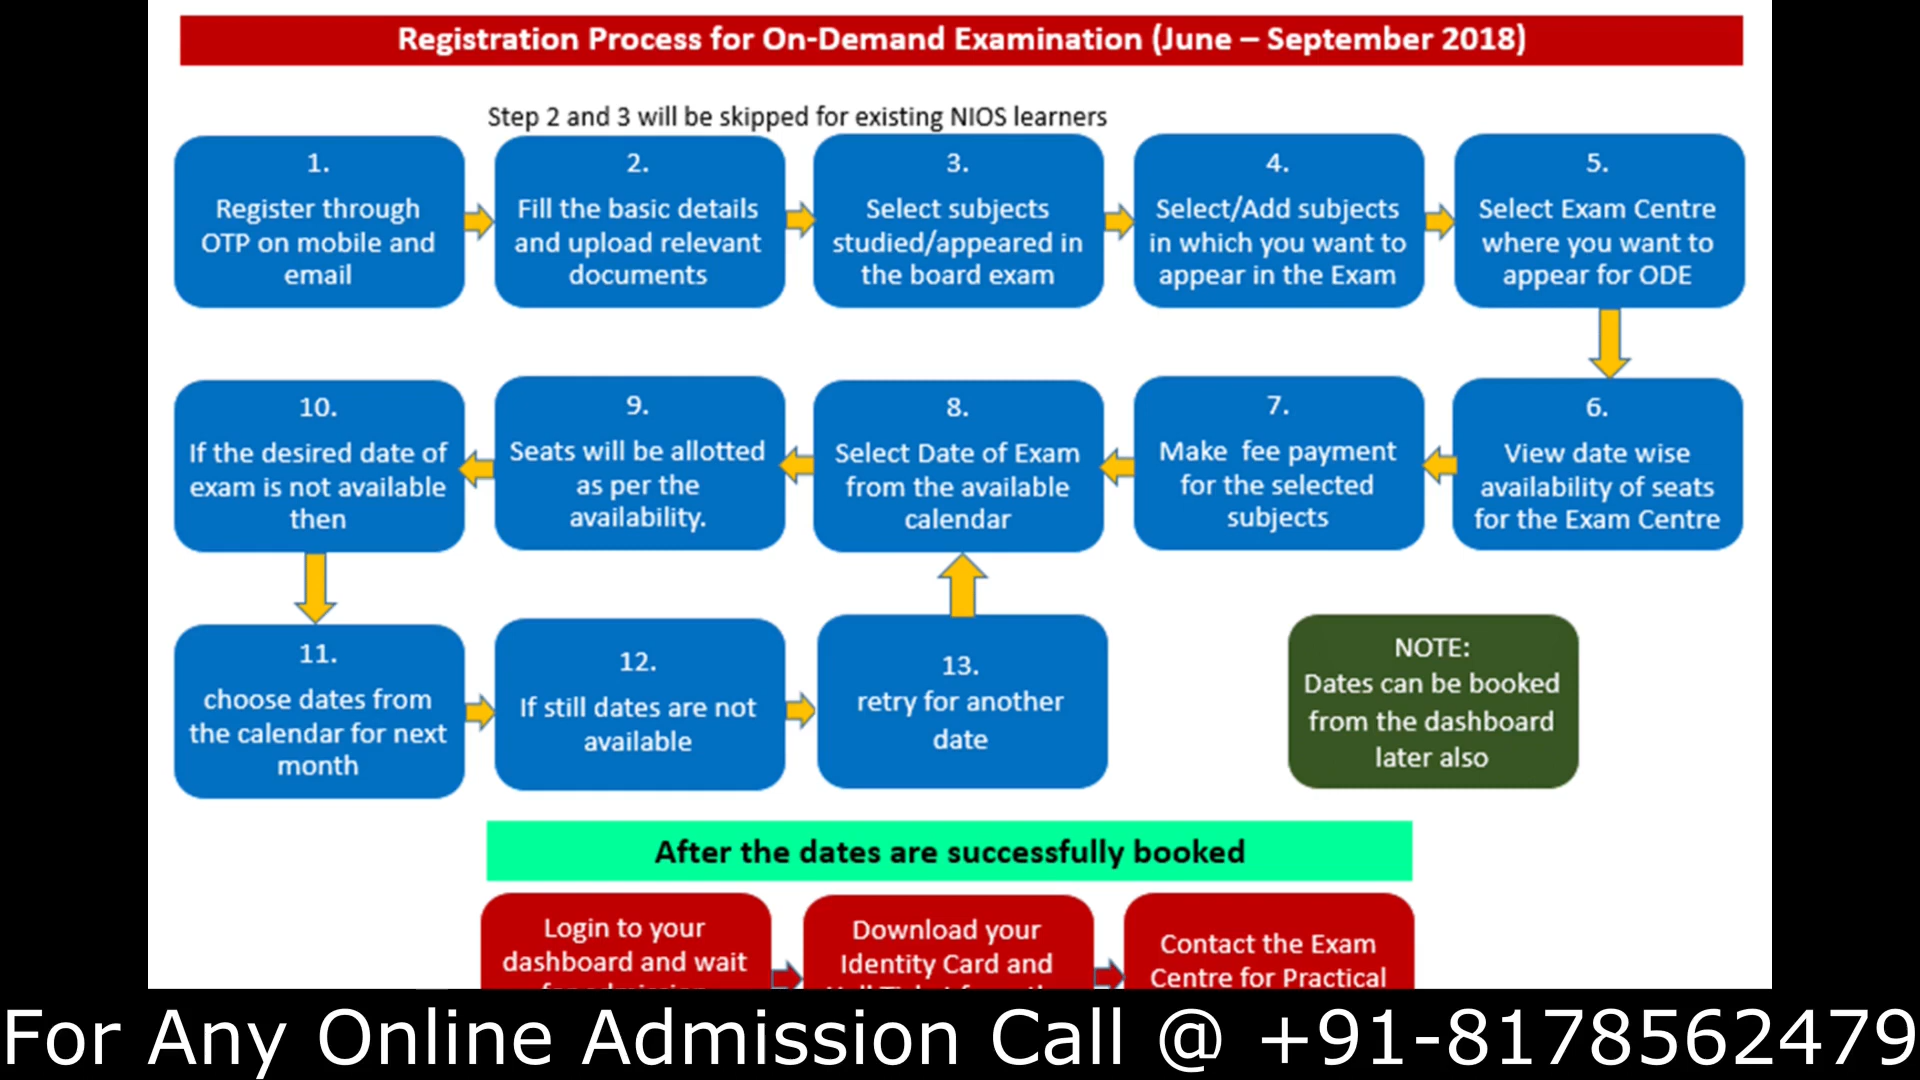 Registration Process for On-Demand Examination (June – September 2018)
Step 2 and 3 will be skipped for existing NIOS learners
1.
Register through
OTP on mobile and
email
2.
Fill the basic details
and upload relevant
documents
3.
Select subjects
studied/appeared in
the board exam
4.
Select/Add subjects
in which you want to
appear in the Exam
5.
Select Exam Centre
where you want to
appear for ODE
6.
View date wise
availability of seats
for the Exam Centre
7.
Make fee payment
for the selected
subjects
8.
Select Date of Exam
from the available
calendar
9.
Seats will be allotted
as per the
availability.
10.
If the desired date of
exam is not available
then
11.
choose dates from
the calendar for next
month
12.
If still dates are not
available
13.
retry for another
date
NOTE:
Dates can be booked
from the dashboard
later also
After the dates are successfully booked
Login to your
dashboard and wait
Download your
Identity Card and
Contact the Exam
Centre for Practical
For Any Online Admission Call @ +91-8178562479